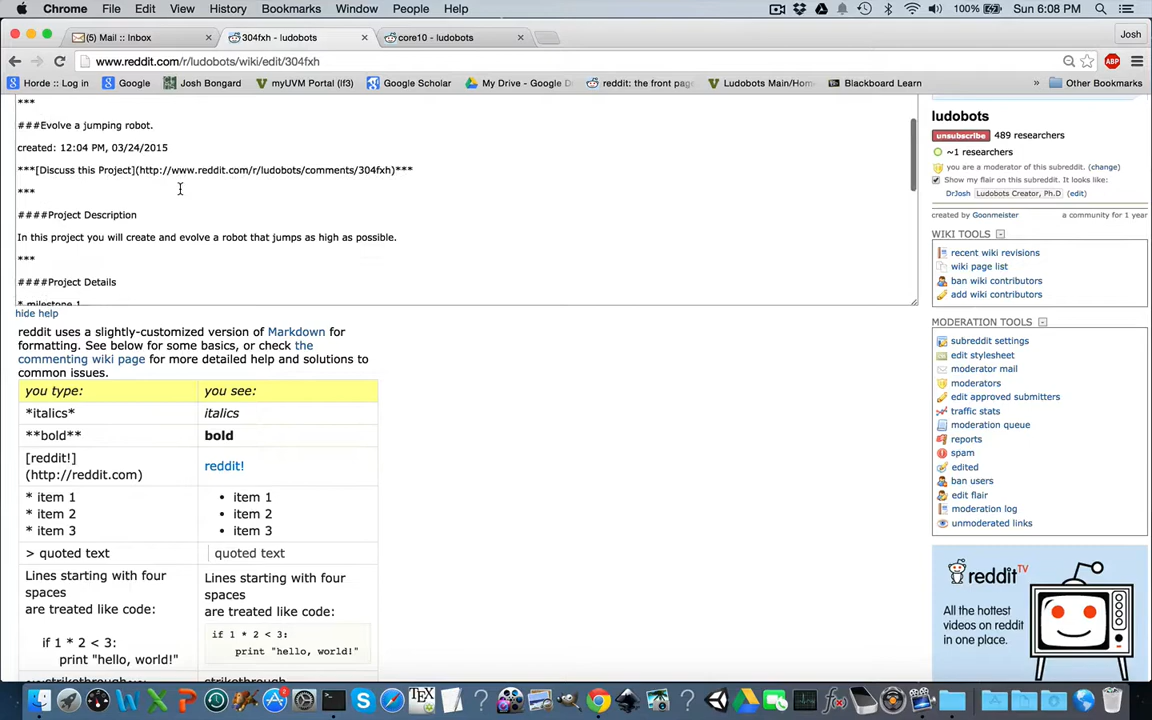 Chrome File Edit View History Bookmarks Window People Help 100% Sun 6:08 PM
(5) Mail :: Inbox 304fxh - ludobots core10 - ludobots Josh
www.reddit.com/r/ludobots/wiki/edit/304fxh ABP
Horde :: Log in Google Josh Bongard myUVM Portal (lf3) Google Scholar My Drive - Google D reddit: the front page Ludobots Main/Home Blackboard Learn » Other Bookmarks
***
###Evolve a jumping robot.
created: 12:04 PM, 03/24/2015
***[Discuss this Project](http://www.reddit.com/r/ludobots/comments/304fxh)***
***
####Project Description
In this project you will create and evolve a robot that jumps as high as possible.
***
####Project Details
* milestone 1
hide help
reddit uses a slightly-customized version of Markdown for
formatting. See below for some basics, or check the
commenting wiki page for more detailed help and solutions to
common issues.
you type: you see:
*italics* italics
**bold** bold
[reddit!]
(http://reddit.com) reddit!
* item 1 • item 1
* item 2 • item 2
* item 3 • item 3
> quoted text quoted text
Lines starting with four
spaces
are treated like code:
if 1 * 2 < 3:
print "hello, world!"
Lines starting with four
spaces
are treated like code:
if 1 * 2 < 3:
print "hello, world!"
~~strikethrough~~ strikethrough
ludobots
unsubscribe 489 researchers
~1 researchers
you are a moderator of this subreddit. (change)
Show my flair on this subreddit. It looks like:
DrJosh Ludobots Creator, Ph.D (edit)
created by Goonmeister a community for 1 year
WIKI TOOLS
recent wiki revisions
wiki page list
ban wiki contributors
add wiki contributors
MODERATION TOOLS
subreddit settings
edit stylesheet
moderator mail
moderators
edit approved submitters
traffic stats
moderation queue
reports
spam
edited
ban users
edit flair
moderation log
unmoderated links
reddit TV
All the hottest
videos on reddit
in one place.